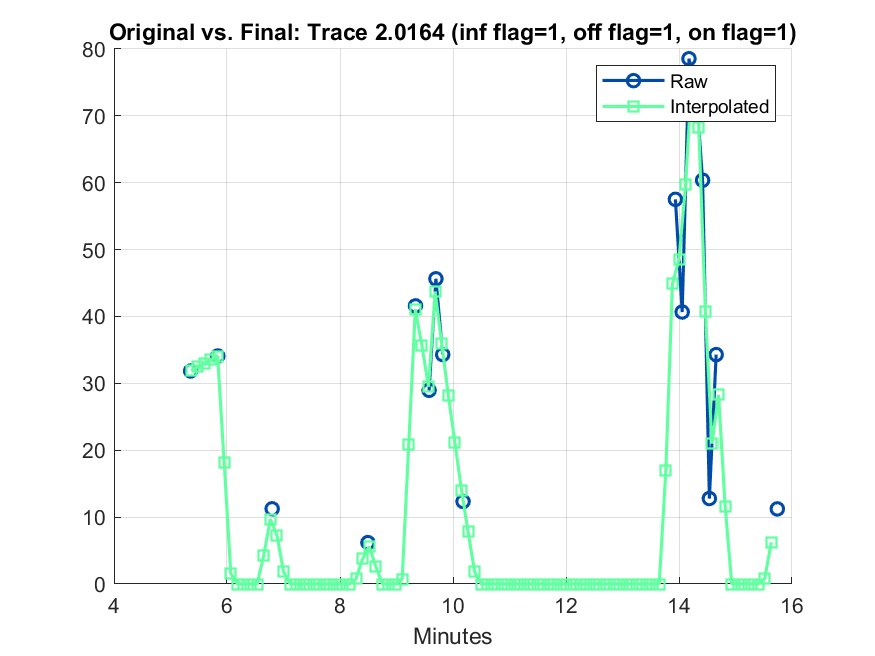 Original vs. Final: Trace 2.0164 (inf flag=1, off flag=1, on flag=1)
80
70
60
50
40
30
20
10
0
Raw
Interpolated
4 6 8 10 12 14 16
Minutes